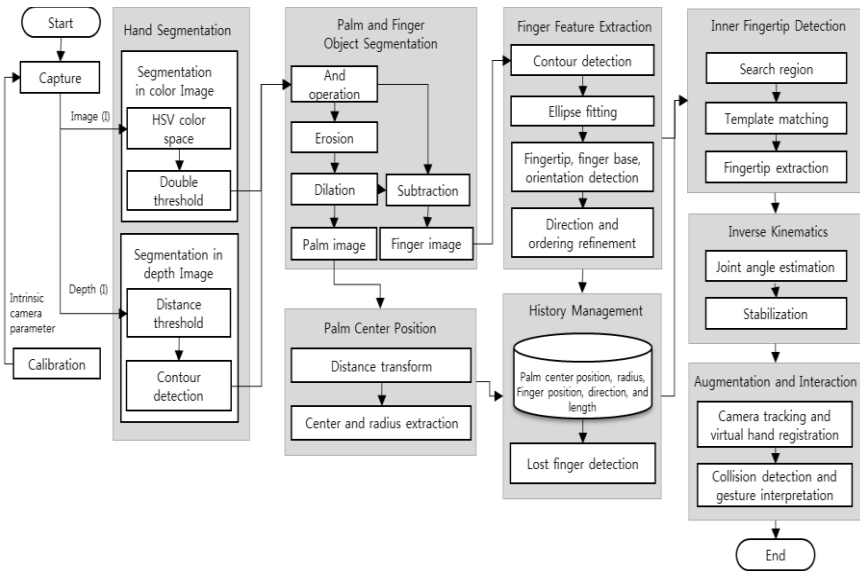 Start
Capture
Image (I)
Depth (I)
Intrinsic
camera
parameter
Calibration
Hand Segmentation
Segmentation
in color Image
HSV color
space
Double
threshold
Segmentation in
depth Image
Distance
threshold
Contour
detection
Palm and Finger
Object Segmentation
And
operation
Erosion
Dilation
Subtraction
Palm image
Finger image
Palm Center Position
Distance transform
Center and radius extraction
Finger Feature Extraction
Contour detection
Ellipse fitting
Fingertip, finger base,
orientation detection
Direction and
ordering refinement
History Management
Palm center position, radius,
Finger position, direction, and
length
Lost finger detection
Inner Fingertip Detection
Search region
Template matching
Fingertip extraction
Inverse Kinematics
Joint angle estimation
Stabilization
Augmentation and Interaction
Camera tracking and
virtual hand registration
Collision detection and
gesture interpretation
End